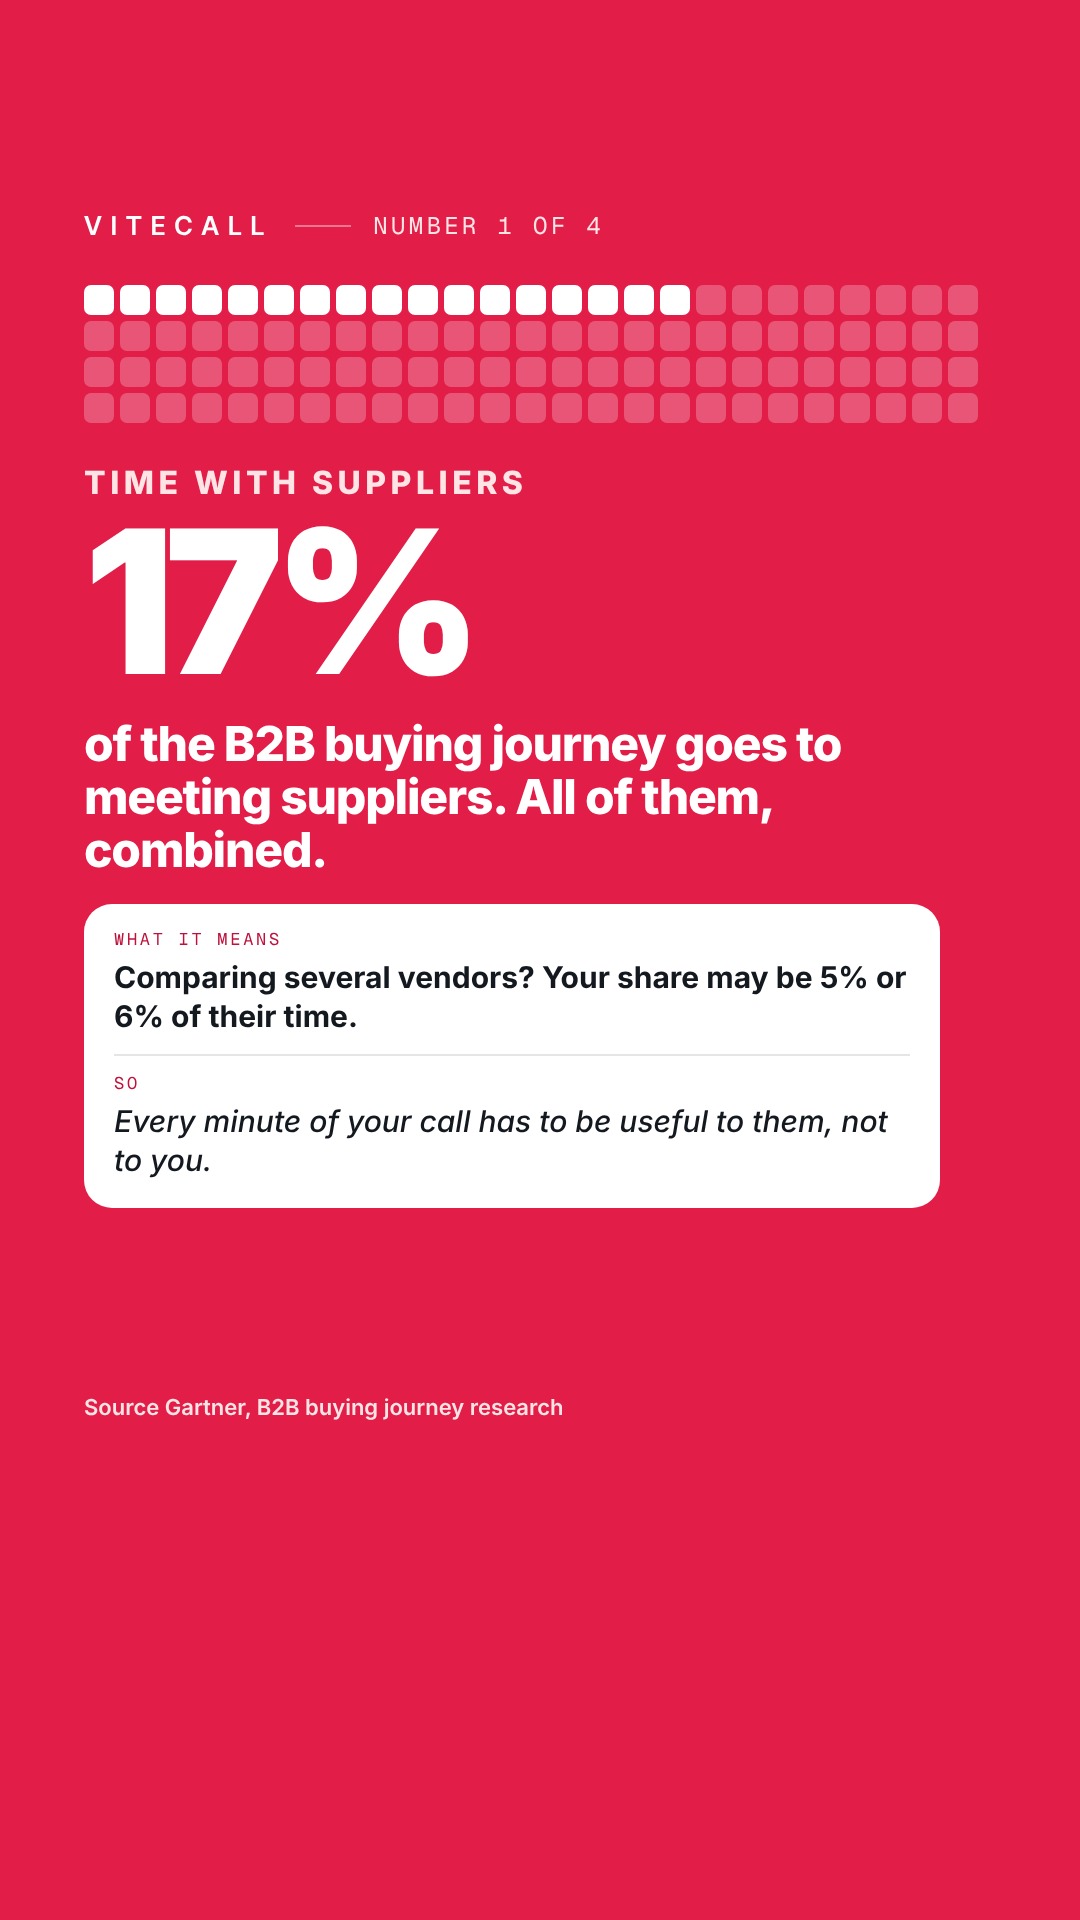 VITECALL — NUMBER 1 OF 4
TIME WITH SUPPLIERS
17%
of the B2B buying journey goes to
meeting suppliers. All of them,
combined.
WHAT IT MEANS
Comparing several vendors? Your share may be 5% or
6% of their time.
SO
Every minute of your call has to be useful to them, not
to you.
Source Gartner, B2B buying journey research